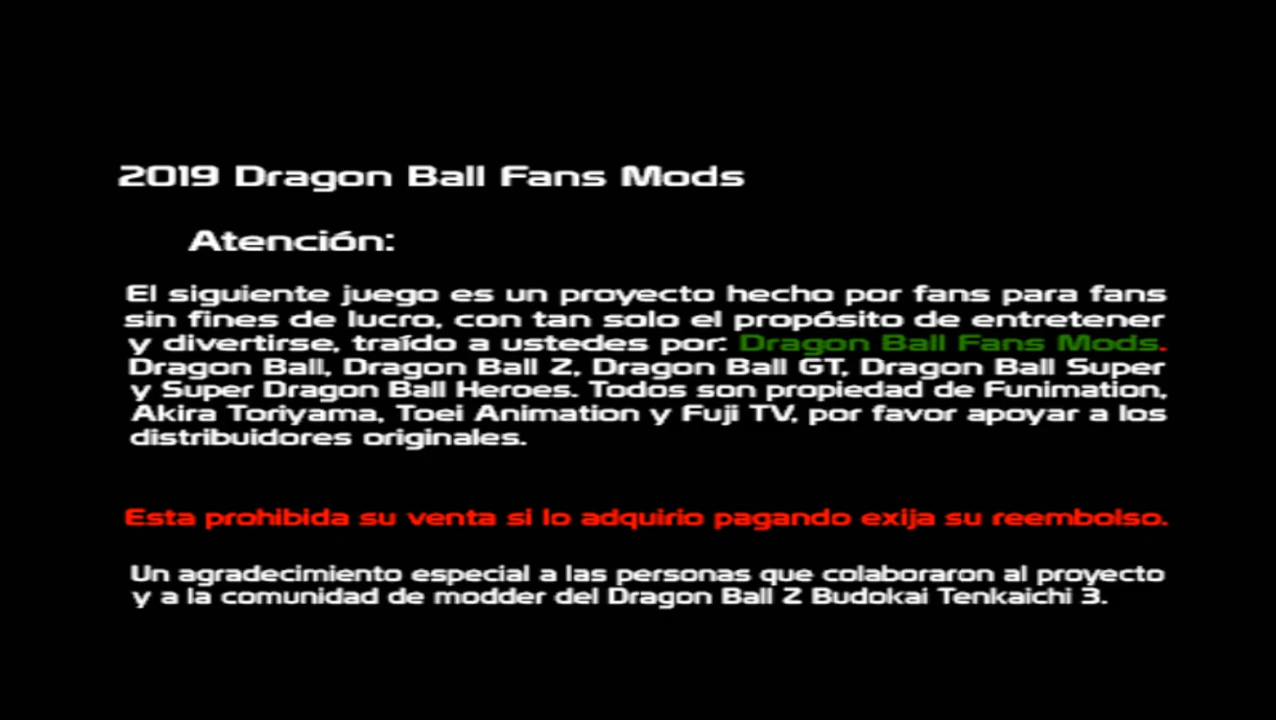 2019 Dragon Ball Fans Mods
Atención:
El siguiente juego es un proyecto hecho por fans para fans
sin fines de lucro, con tan solo el propósito de entretener
y divertirse, traído a ustedes por: Dragon Ball Fans Mods.
Dragon Ball, Dragon Ball Z, Dragon Ball GT, Dragon Ball Super
y Super Dragon Ball Heroes. Todos son propiedad de Funimation,
Akira Toriyama, Toei Animation y Fuji TV, por favor apoyar a los
distribuidores originales.
Esta prohibida su venta si lo adquirio pagando exija su reembolso.
Un agradecimiento especial a las personas que colaboraron al proyecto
y a la comunidad de modder del Dragon Ball Z Budokai Tenkaichi 3.